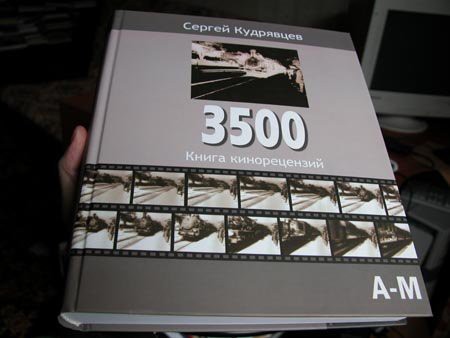 Сергей Кудрявцев
3500
Книга кинорецензий
А-М